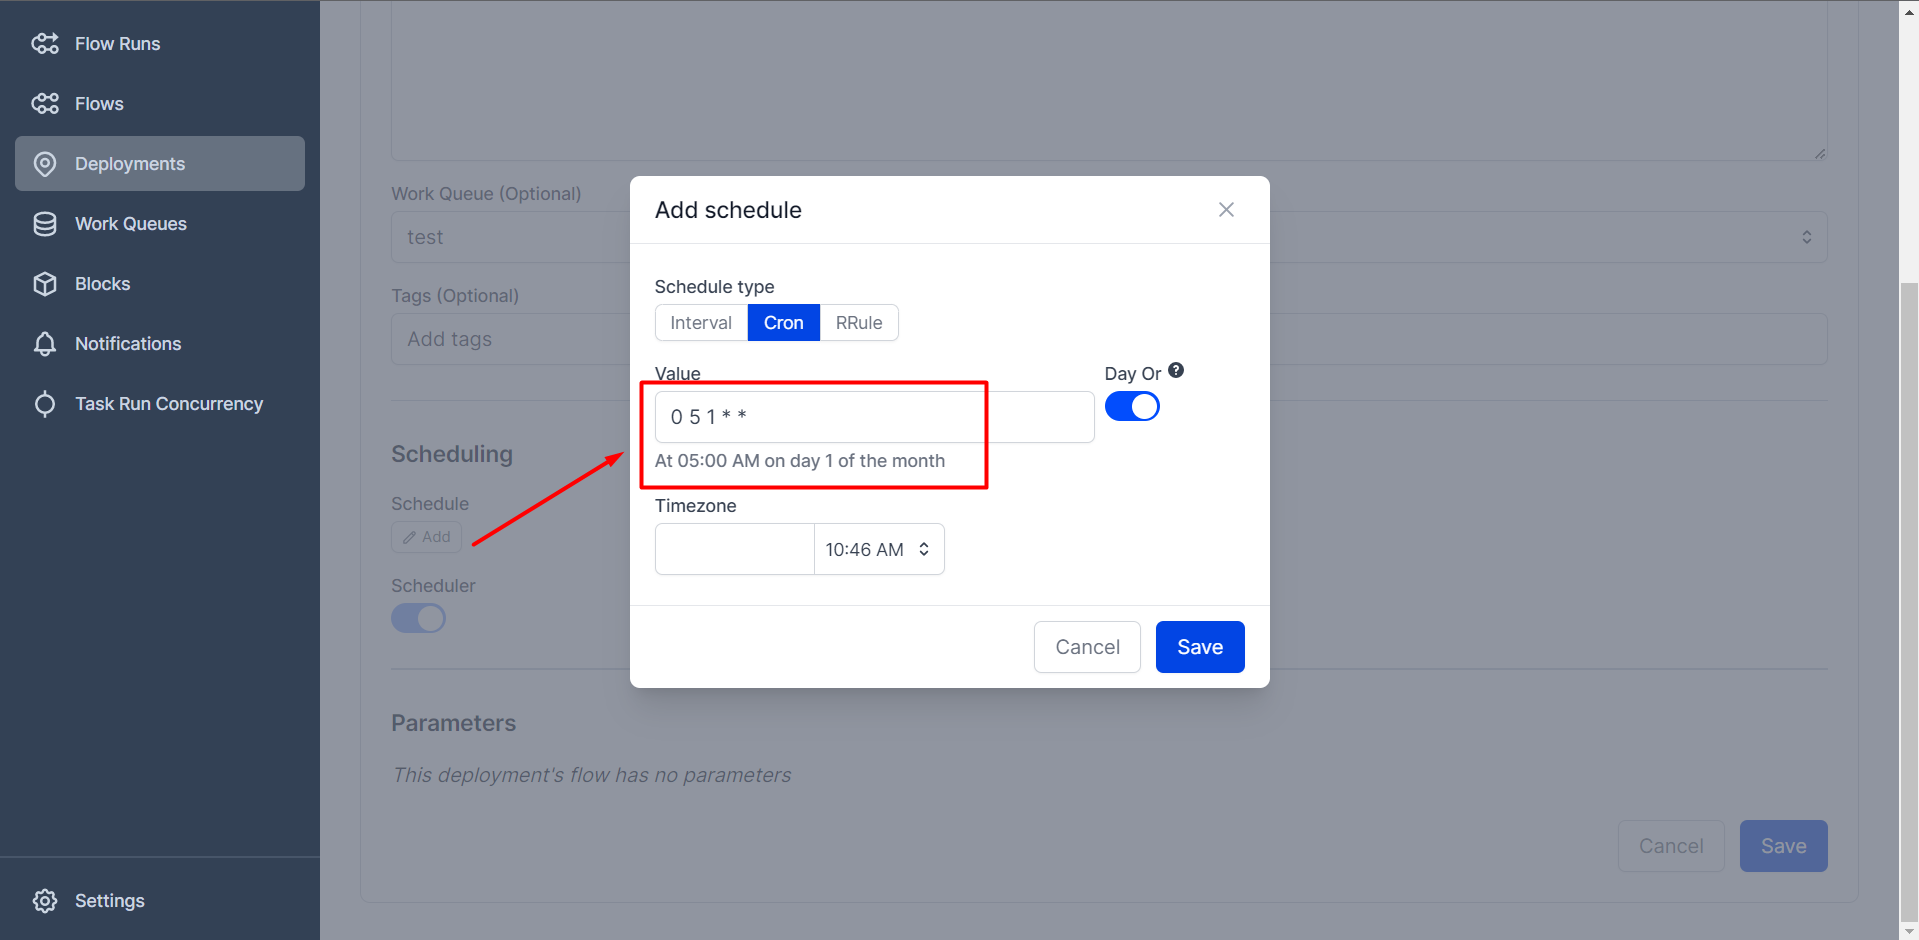 Flow Runs
Flows
Deployments
Work Queues
Blocks
Notifications
Task Run Concurrency
Settings
Work Queue (Optional)
test
Tags (Optional)
Add tags
Scheduling
Schedule
Add
Scheduler
Parameters
This deployment's flow has no parameters
Cancel
Save
Add schedule
Schedule type
Interval
Cron
RRule
Value
Day Or ?
0 5 1 * *
At 05:00 AM on day 1 of the month
Timezone
10:46 AM
Cancel
Save